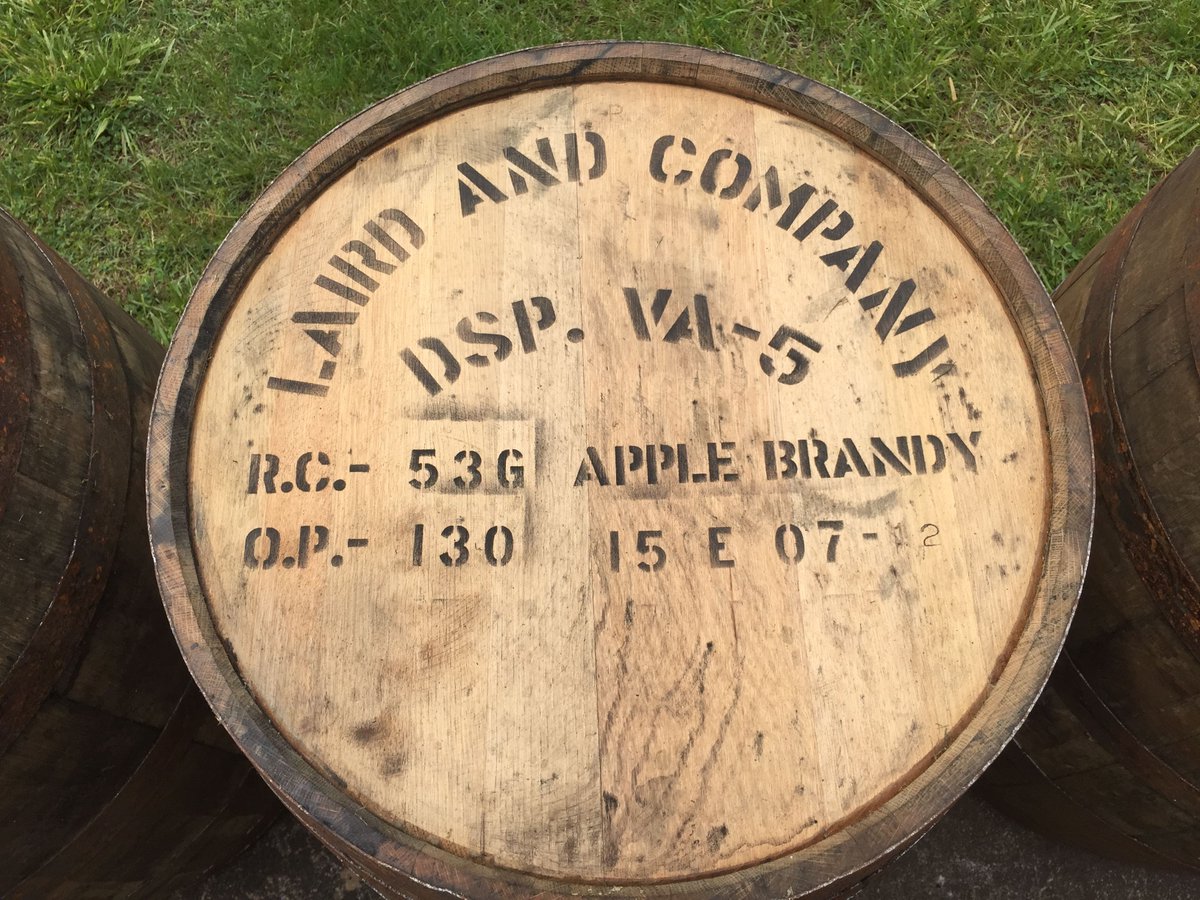 LAIRD AND COMPANY
DSP. VA-5
R.C.- 53G APPLE BRANDY
O.P.- 130 15 E 07-12